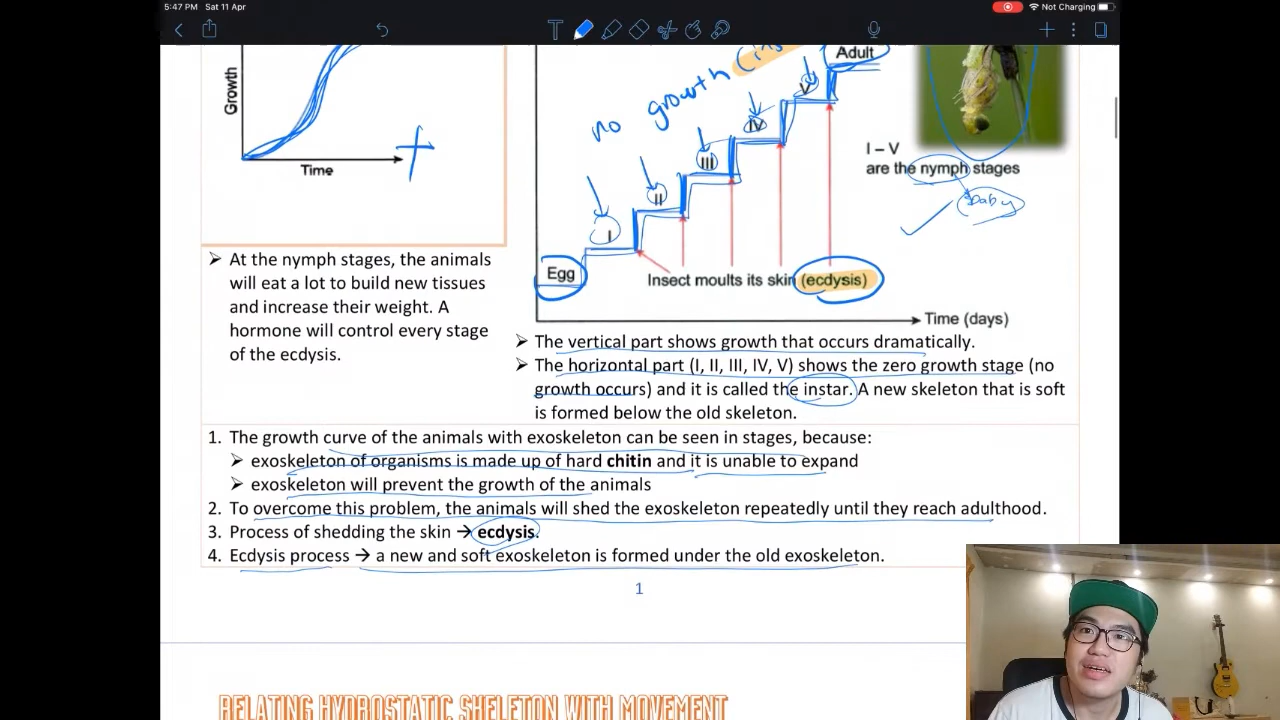 5:47 PM Sat 11 Apr
Not Charging
T
Growth
Time
+
no growth (ins
Adult
V
IV
III
II
I
Egg
Insect moults its skin (ecdysis)
Time (days)
I – V
are the nymph stages
baby
➢ At the nymph stages, the animals
will eat a lot to build new tissues
and increase their weight. A
hormone will control every stage
of the ecdysis.
➢ The vertical part shows growth that occurs dramatically.
➢ The horizontal part (I, II, III, IV, V) shows the zero growth stage (no
growth occurs) and it is called the instar. A new skeleton that is soft
is formed below the old skeleton.
1. The growth curve of the animals with exoskeleton can be seen in stages, because:
➢ exoskeleton of organisms is made up of hard chitin and it is unable to expand
➢ exoskeleton will prevent the growth of the animals
2. To overcome this problem, the animals will shed the exoskeleton repeatedly until they reach adulthood.
3. Process of shedding the skin → ecdysis.
4. Ecdysis process → a new and soft exoskeleton is formed under the old exoskeleton.
1
RELATING HYDROSTATIC SKELETON WITH MOVEMENT